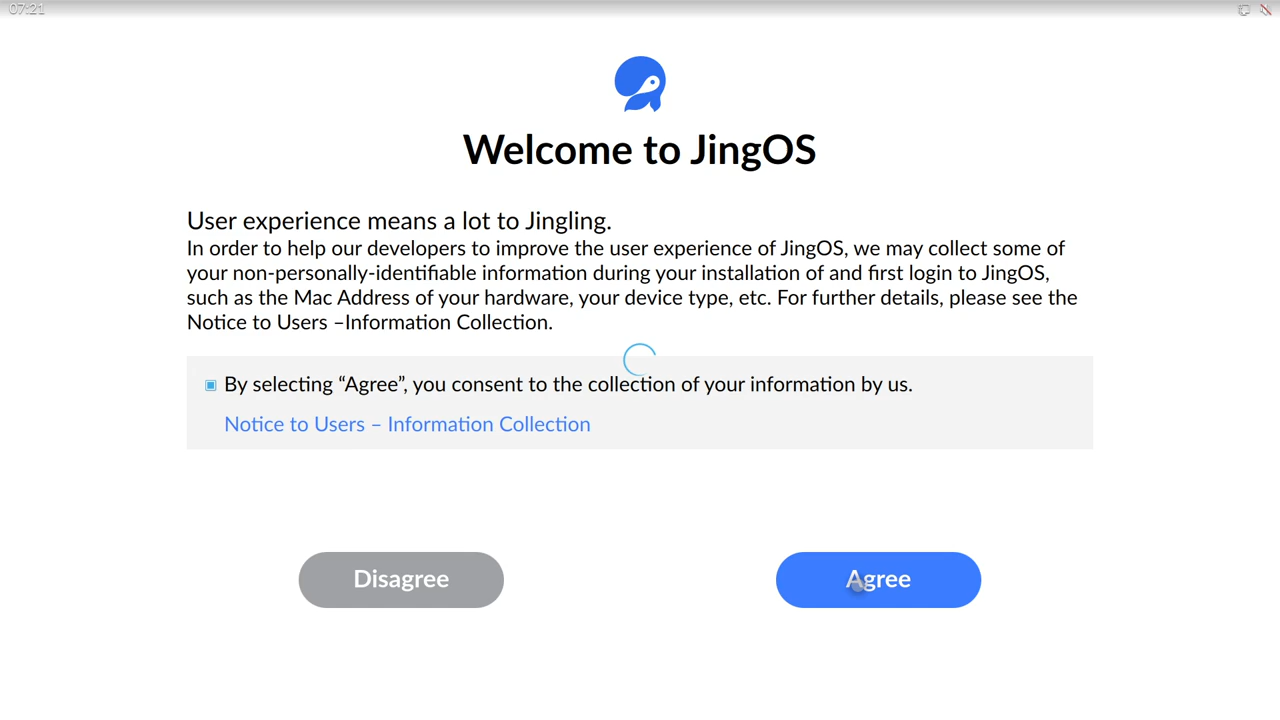 07:21
Welcome to JingOS
User experience means a lot to Jingling.
In order to help our developers to improve the user experience of JingOS, we may collect some of
your non-personally-identifiable information during your installation of and first login to JingOS,
such as the Mac Address of your hardware, your device type, etc. For further details, please see the
Notice to Users –Information Collection.
By selecting “Agree”, you consent to the collection of your information by us.
Notice to Users – Information Collection
Disagree
Agree